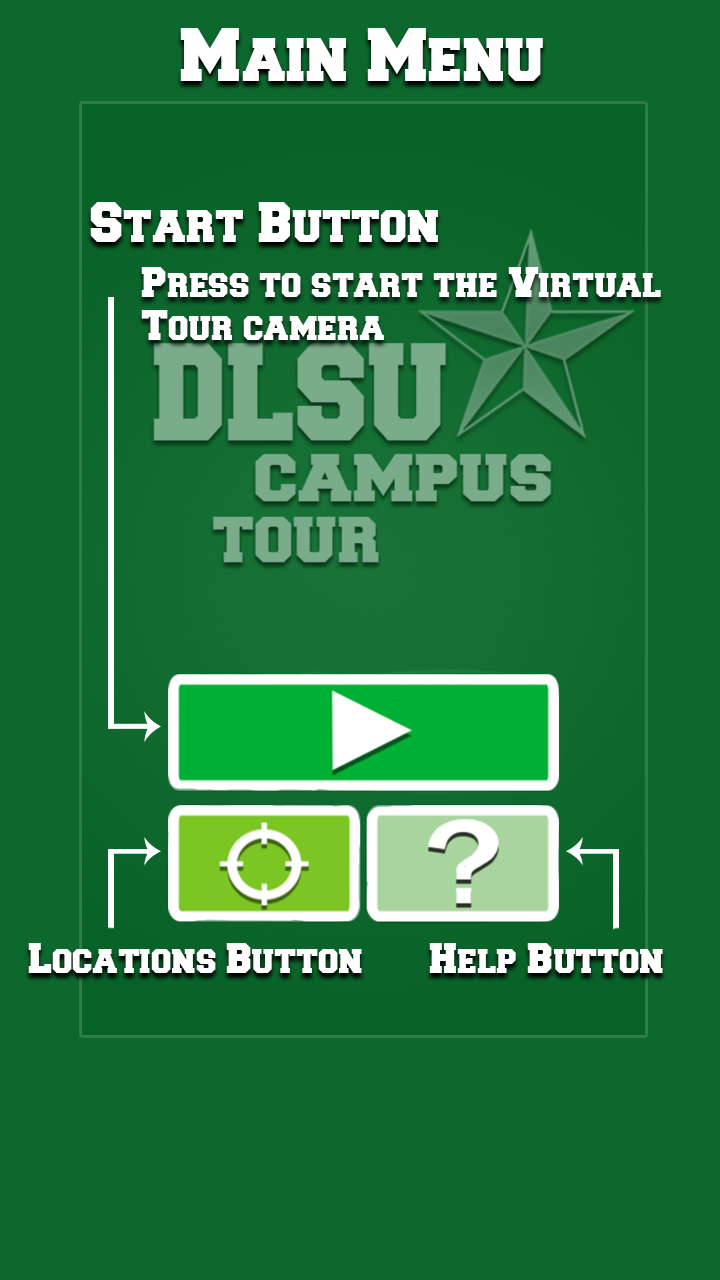 Main Menu
Start Button
Press to start the Virtual
Tour camera
DLSU
CAMPUS
TOUR
?
Locations Button
Help Button